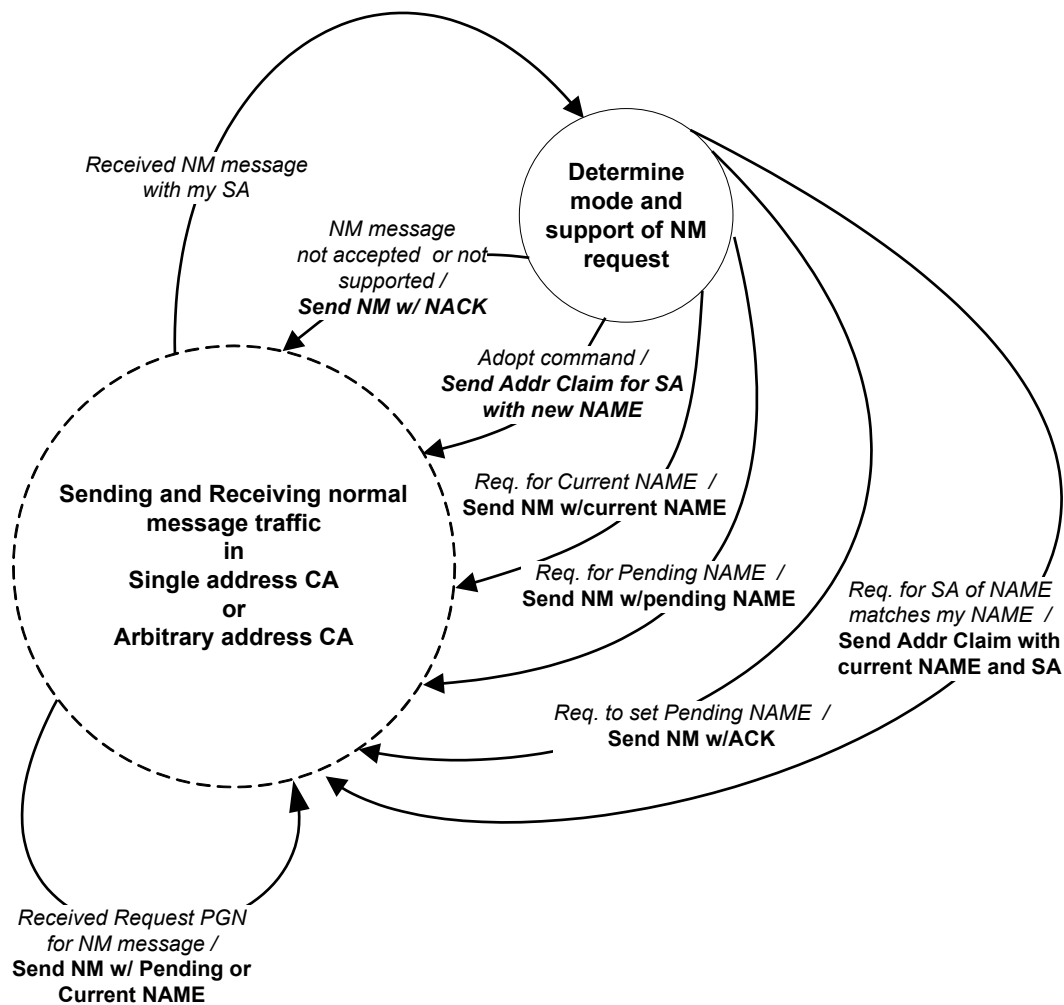 Received NM message
with my SA
Determine
mode and
support of NM
request
NM message
not accepted or not
supported /
Send NM w/ NACK
Adopt command /
Send Addr Claim for SA
with new NAME
Sending and Receiving normal
message traffic
in
Single address CA
or
Arbitrary address CA
Req. for Current NAME /
Send NM w/current NAME
Req. for Pending NAME /
Send NM w/pending NAME
Req. for SA of NAME
matches my NAME /
Send Addr Claim with
current NAME and SA
Req. to set Pending NAME /
Send NM w/ACK
Received Request PGN
for NM message /
Send NM w/ Pending or
Current NAME